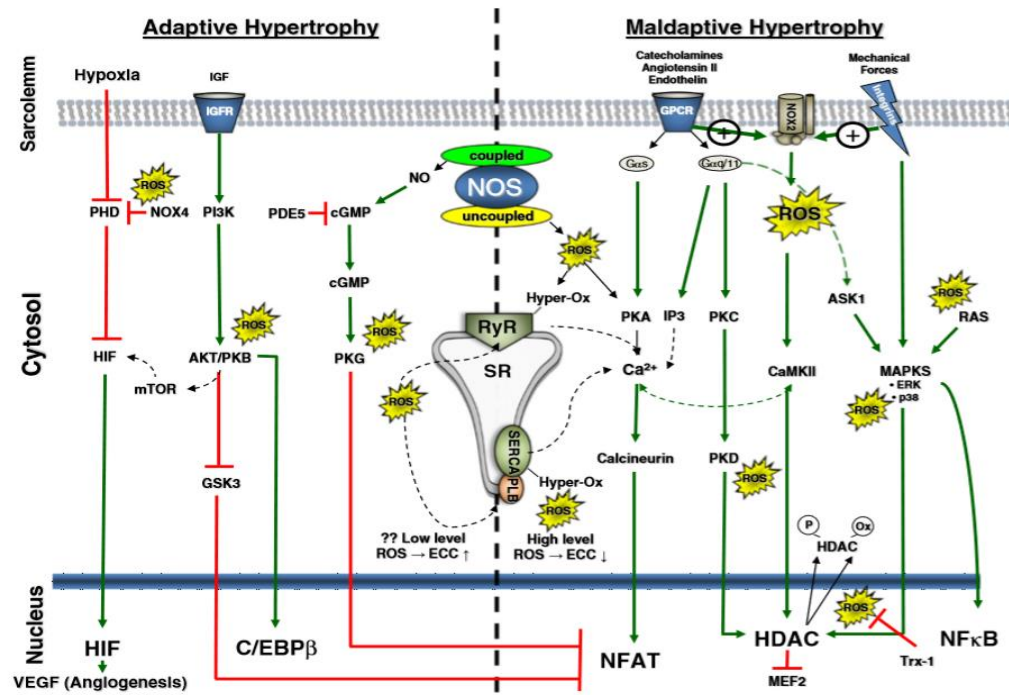 Adaptive Hypertrophy
Maldaptive Hypertrophy
Sarcolemm
Cytosol
Nucleus
Hypoxia
IGF
IGFR
Catecholamines
Angiotensin II
Endothelin
GPCR
NOX2
Mechanical
Forces
Integrins
+
+
coupled
NOS
uncoupled
NO
Gαs
Gαq/11
ROS
PHD
NOX4
PI3K
PDE5
cGMP
ROS
ROS
cGMP
Hyper-Ox
ASK1
ROS
RAS
RyR
SR
PKA
IP3
PKC
ROS
ROS
HIF
AKT/PKB
PKG
mTOR
Ca²⁺
CaMKII
MAPKS
• ERK
• p38
ROS
ROS
SERCA
PLB
Hyper-Ox
ROS
Calcineurin
PKD
ROS
GSK3
?? Low level
ROS → ECC ↑
High level
ROS → ECC ↓
P
Ox
HDAC
ROS
HIF
C/EBPβ
NFAT
HDAC
NFκB
Trx-1
MEF2
VEGF (Angiogenesis)